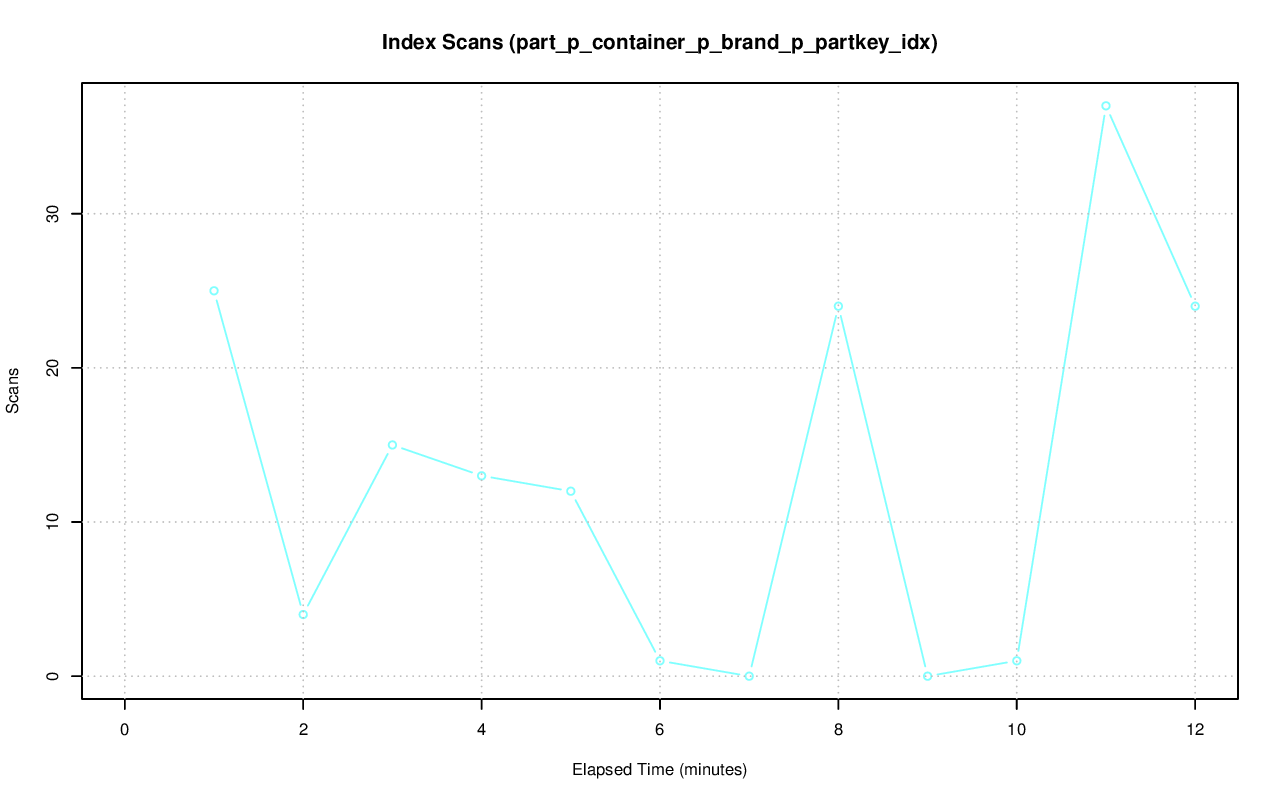 Index Scans (part_p_container_p_brand_p_partkey_idx)
Scans
30
20
10
0
0 2 4 6 8 10 12
Elapsed Time (minutes)